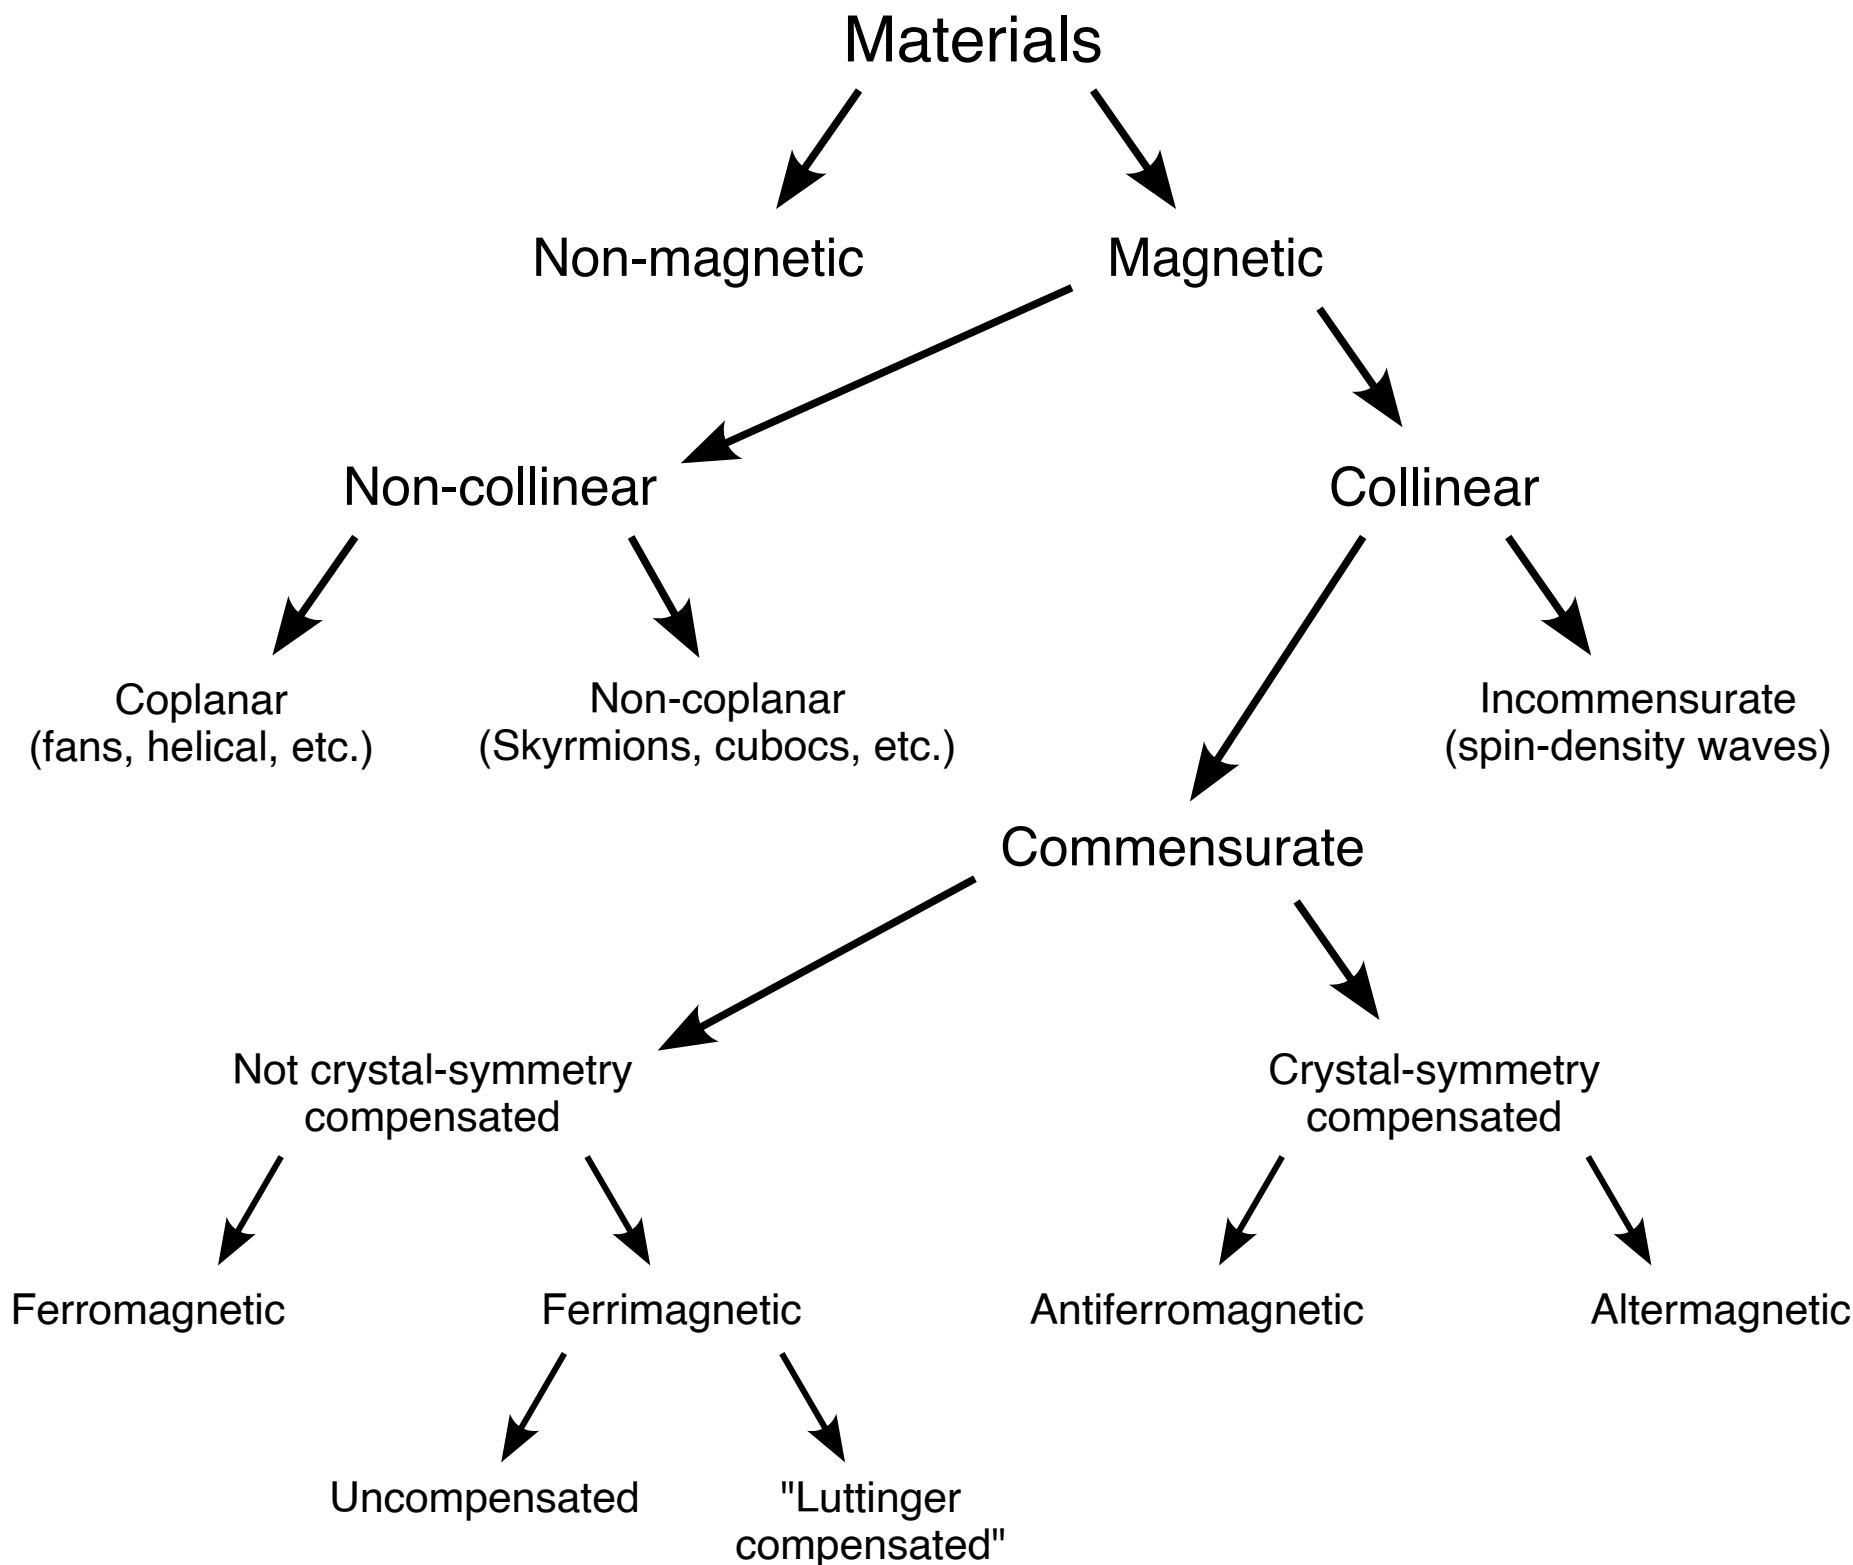 Materials
Non-magnetic
Magnetic
Non-collinear
Collinear
Coplanar
(fans, helical, etc.)
Non-coplanar
(Skyrmions, cubocs, etc.)
Incommensurate
(spin-density waves)
Commensurate
Not crystal-symmetry
compensated
Crystal-symmetry
compensated
Ferromagnetic
Ferrimagnetic
Antiferromagnetic
Altermagnetic
Uncompensated
"Luttinger
compensated"